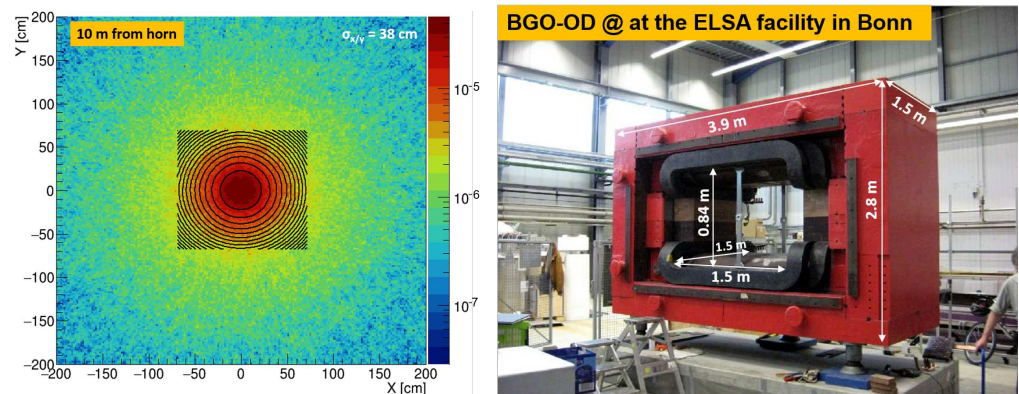 10 m from horn
σx/y = 38 cm
Y [cm]
200
150
100
50
0
−50
−100
−150
−200
−200 −150 −100 −50 0 50 100 150 200
X [cm]
10-5
10-6
10-7
BGO-OD @ at the ELSA facility in Bonn
3.9 m
1.5 m
2.8 m
0.84 m
1.5 m
1.5 m